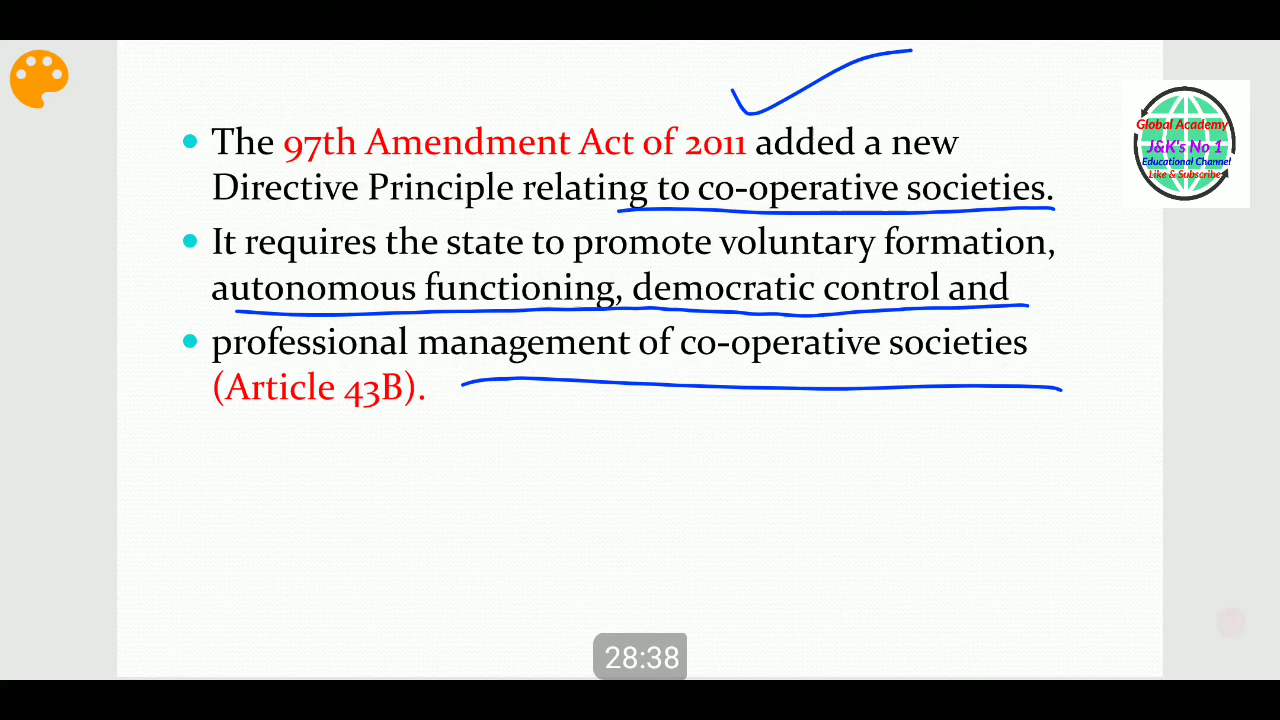 The 97th Amendment Act of 2011 added a new
Directive Principle relating to co-operative societies.
It requires the state to promote voluntary formation,
autonomous functioning, democratic control and
professional management of co-operative societies
(Article 43B).
Global Academy
J&K's No 1
Educational Channel
Like & Subscribe
28:38